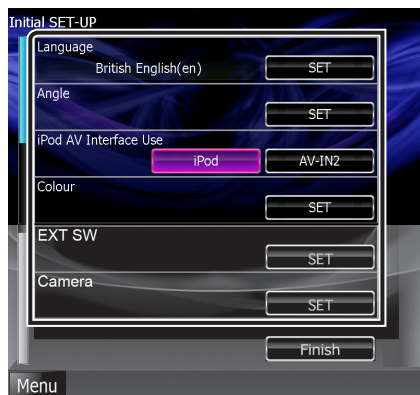 Initial SET-UP
Language
British English(en) SET
Angle
SET
iPod AV Interface Use
iPod AV-IN2
Colour
SET
EXT SW
SET
Camera
SET
Finish
Menu